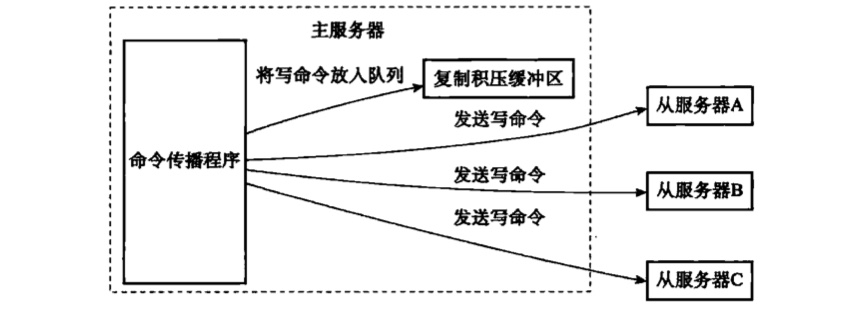 主服务器
将写命令放入队列
复制积压缓冲区
发送写命令
从服务器A
命令传播程序
发送写命令
从服务器B
发送写命令
从服务器C